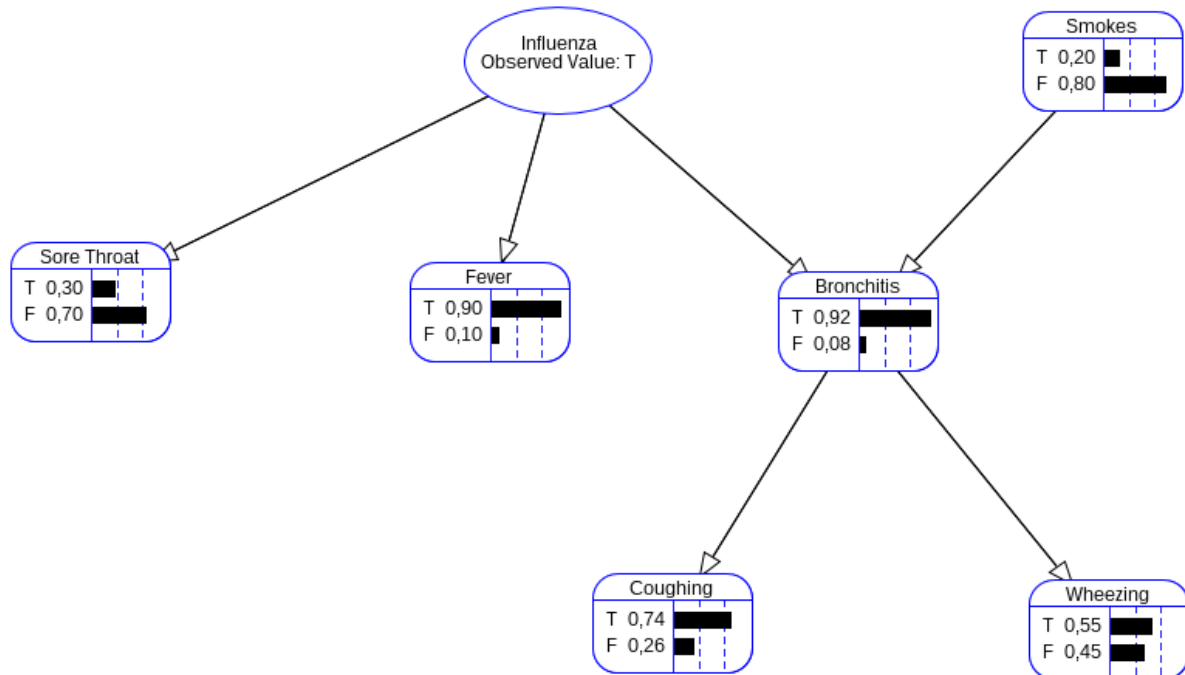 Influenza
Observed Value: T
Smokes
T 0,20
F 0,80
Sore Throat
T 0,30
F 0,70
Fever
T 0,90
F 0,10
Bronchitis
T 0,92
F 0,08
Coughing
T 0,74
F 0,26
Wheezing
T 0,55
F 0,45